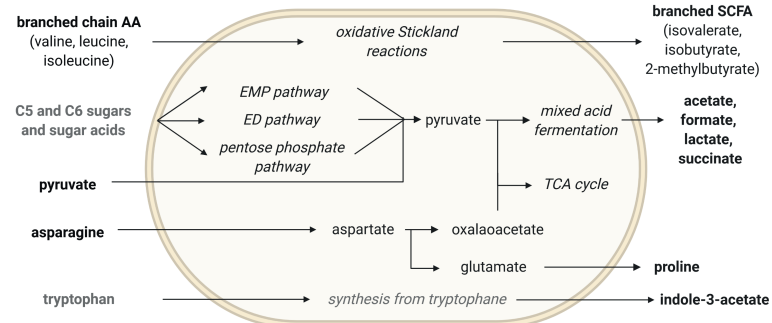 branched chain AA
(valine, leucine,
isoleucine)
oxidative Stickland
reactions
branched SCFA
(isovalerate,
isobutyrate,
2-methylbutyrate)
C5 and C6 sugars
and sugar acids
EMP pathway
ED pathway
pentose phosphate
pathway
pyruvate
mixed acid
fermentation
acetate,
formate,
lactate,
succinate
pyruvate
TCA cycle
asparagine
aspartate
oxalaoacetate
glutamate
proline
tryptophan
synthesis from tryptophane
indole-3-acetate